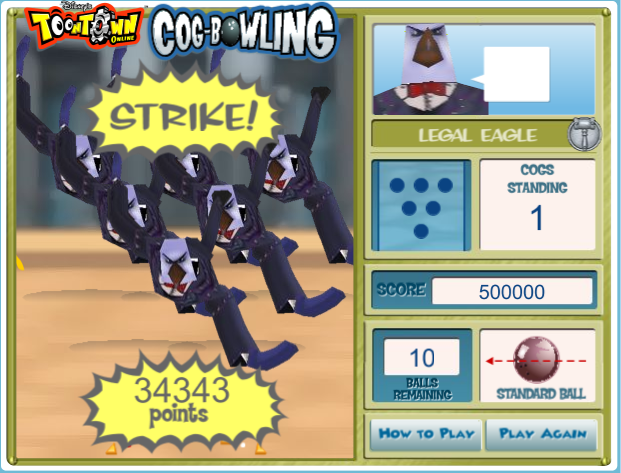 Disney's
TOONTOWN
ONLINE
COG-BOWLING
STRIKE!
34343
points
LEGAL EAGLE
COGS
STANDING
1
SCORE 500000
10
BALLS
REMAINING
STANDARD BALL
HOW TO PLAY
PLAY AGAIN